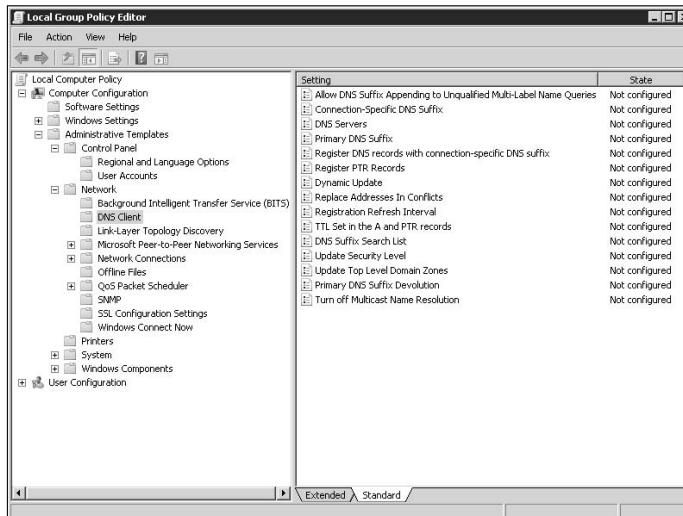 Local Group Policy Editor
File Action View Help
Local Computer Policy
Computer Configuration
Software Settings
Windows Settings
Administrative Templates
Control Panel
Regional and Language Options
User Accounts
Network
Background Intelligent Transfer Service (BITS)
DNS Client
Link-Layer Topology Discovery
Microsoft Peer-to-Peer Networking Services
Network Connections
Offline Files
QoS Packet Scheduler
SNMP
SSL Configuration Settings
Windows Connect Now
Printers
System
Windows Components
User Configuration
Setting State
Allow DNS Suffix Appending to Unqualified Multi-Label Name Queries Not configured
Connection-Specific DNS Suffix Not configured
DNS Servers Not configured
Primary DNS Suffix Not configured
Register DNS records with connection-specific DNS suffix Not configured
Register PTR Records Not configured
Dynamic Update Not configured
Replace Addresses In Conflicts Not configured
Registration Refresh Interval Not configured
TTL Set in the A and PTR records Not configured
DNS Suffix Search List Not configured
Update Security Level Not configured
Update Top Level Domain Zones Not configured
Primary DNS Suffix Devolution Not configured
Turn off Multicast Name Resolution Not configured
Extended Standard